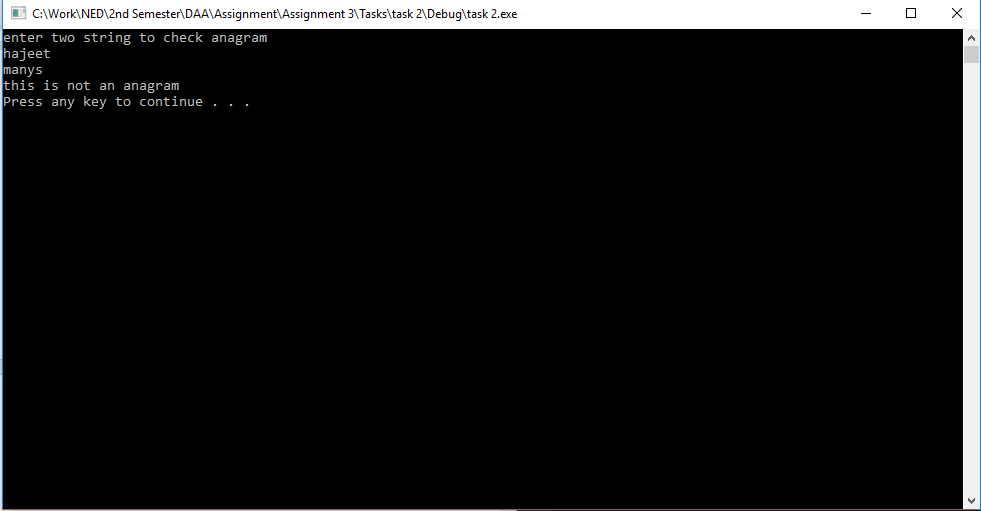 C:\Work\NED\2nd Semester\DAA\Assignment\Assignment 3\Tasks\task 2\Debug\task 2.exe
enter two string to check anagram
hajeet
manys
this is not an anagram
Press any key to continue . . .